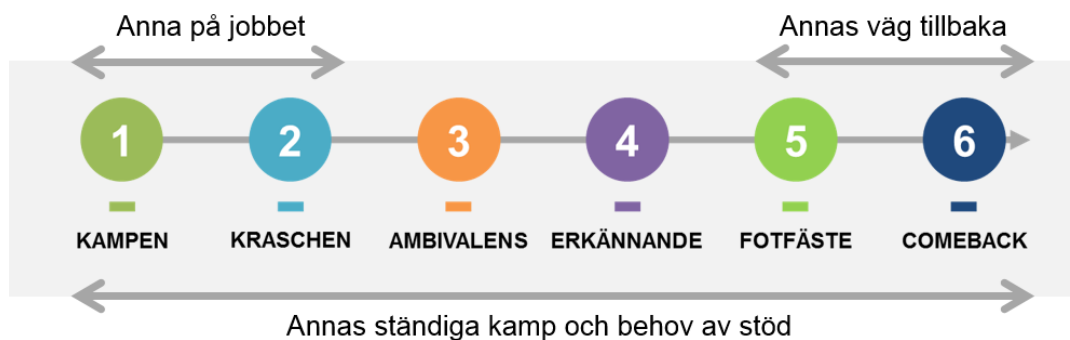 Anna på jobbet
Annas väg tillbaka
1 2 3 4 5 6
KAMPEN KRASCHEN AMBIVALENS ERKÄNNANDE FOTFÄSTE COMEBACK
Annas ständiga kamp och behov av stöd